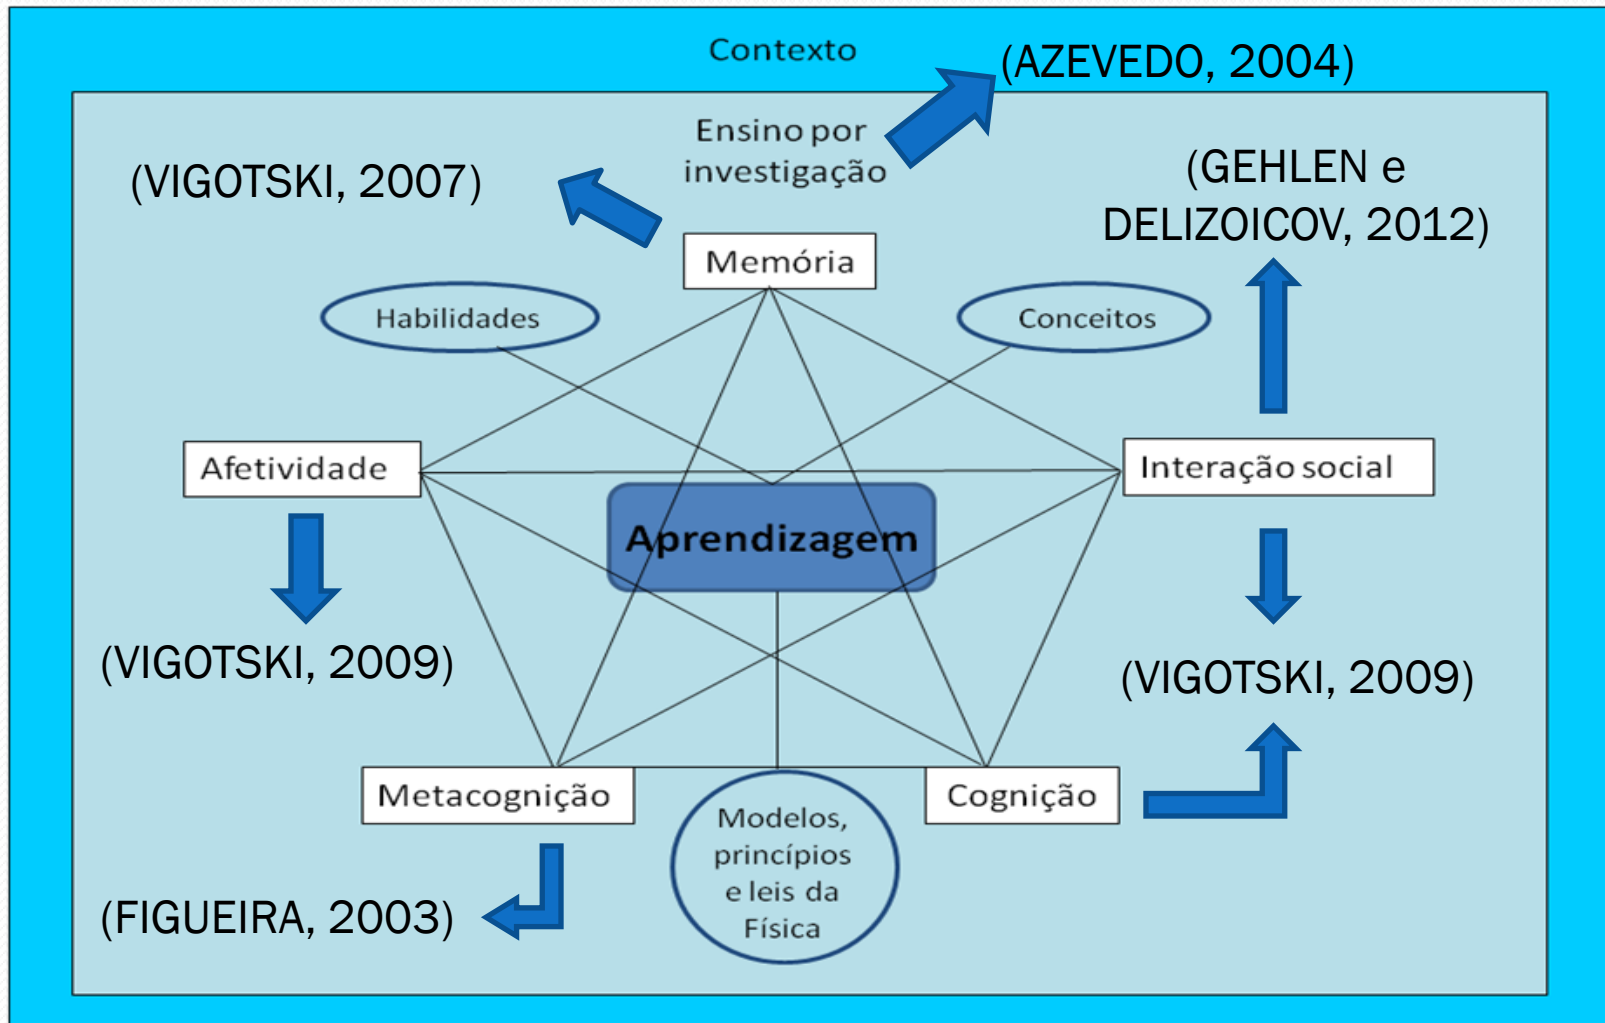 Contexto
(AZEVEDO, 2004)
Ensino por
investigação
(VIGOTSKI, 2007)
(GEHLEN e
DELIZOICOV, 2012)
Memória
Habilidades
Conceitos
Afetividade
Interação social
Aprendizagem
(VIGOTSKI, 2009)
(VIGOTSKI, 2009)
Metacognição
Cognição
Modelos,
princípios
e leis da
Física
(FIGUEIRA, 2003)